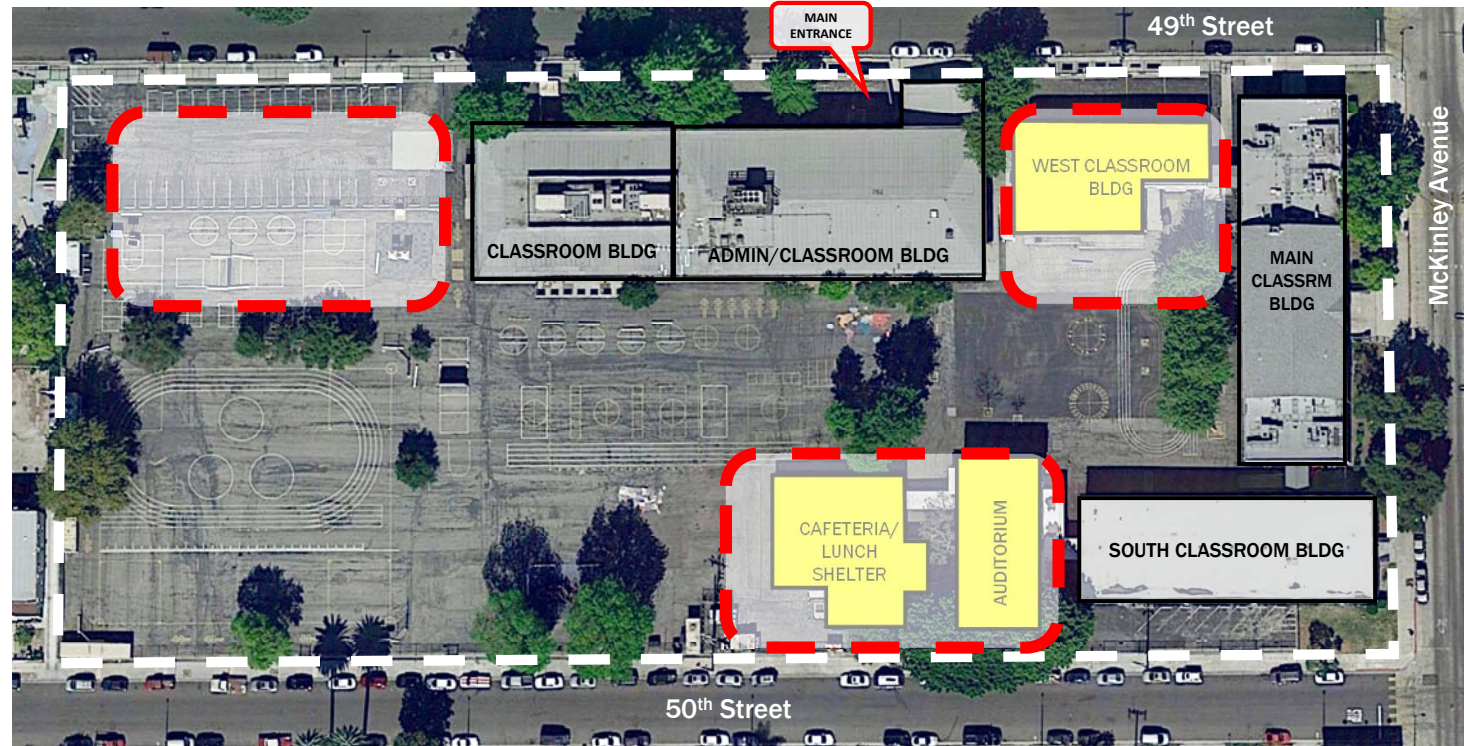 MAIN
ENTRANCE
49th Street
WEST CLASSROOM
BLDG
CLASSROOM BLDG
ADMIN/CLASSROOM BLDG
MAIN
CLASSRM
BLDG
McKinley Avenue
CAFETERIA/
LUNCH
SHELTER
AUDITORIUM
SOUTH CLASSROOM BLDG
50th Street